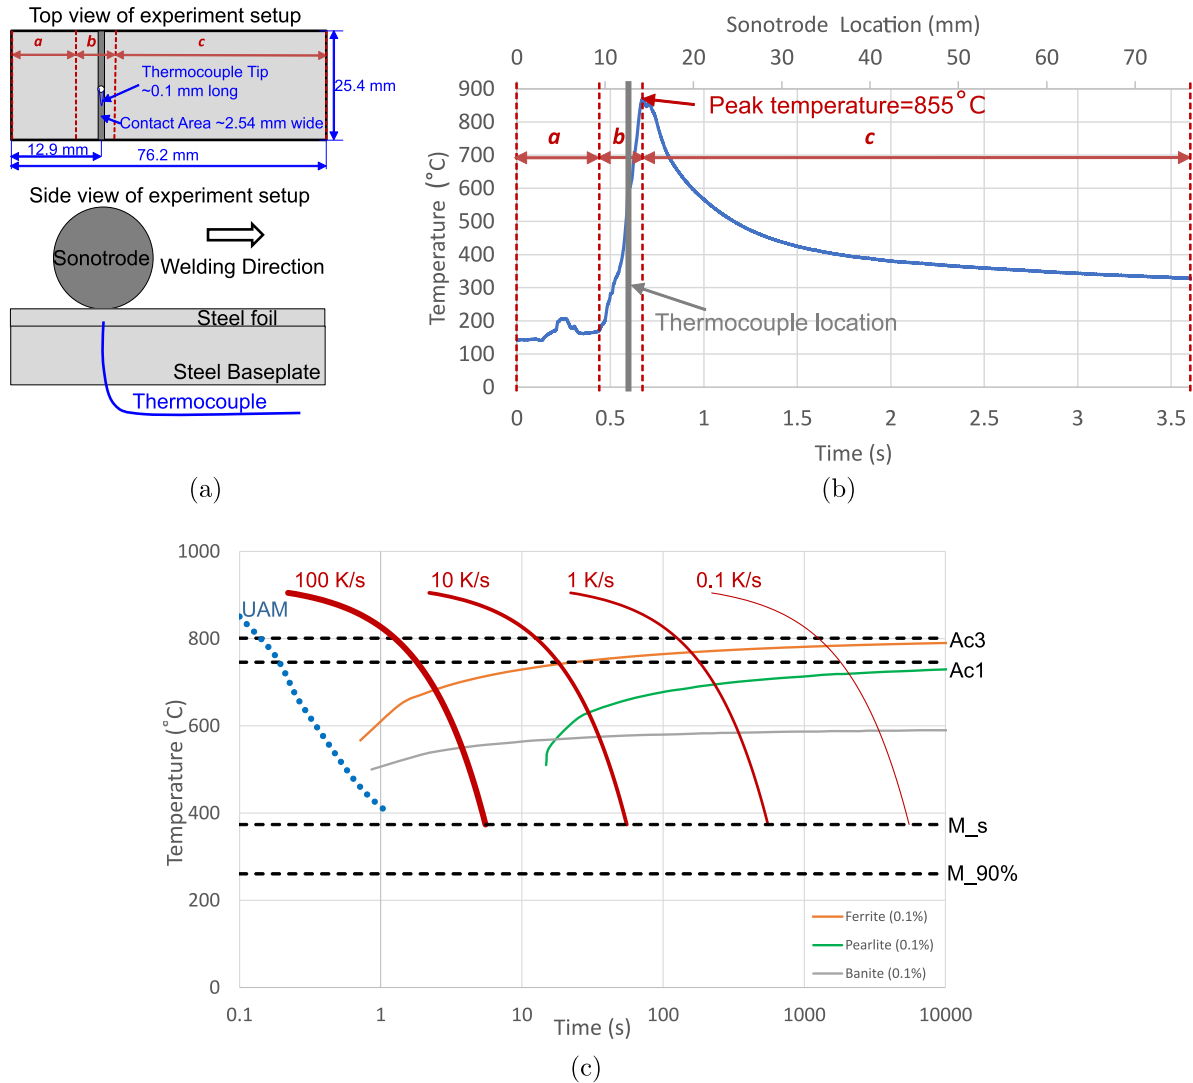 Top view of experiment setup
a
b
c
Thermocouple Tip
~0.1 mm long
Contact Area ~2.54 mm wide
25.4 mm
12.9 mm
76.2 mm
Side view of experiment setup
Sonotrode
Welding Direction
Steel foil
Steel Baseplate
Thermocouple
(a)
Sonotrode Location (mm)
0 10 20 30 40 50 60 70
Peak temperature=855°C
a
b
c
Thermocouple location
Temperature (°C)
900
800
700
600
500
400
300
200
100
0
0 0.5 1 1.5 2 2.5 3 3.5
Time (s)
(b)
1000
800
600
400
200
0
Temperature (°C)
100 K/s 10 K/s 1 K/s 0.1 K/s
UAM
Ac3
Ac1
M_s
M_90%
Ferrite (0.1%)
Pearlite (0.1%)
Banite (0.1%)
0.1 1 10 100 1000 10000
Time (s)
(c)